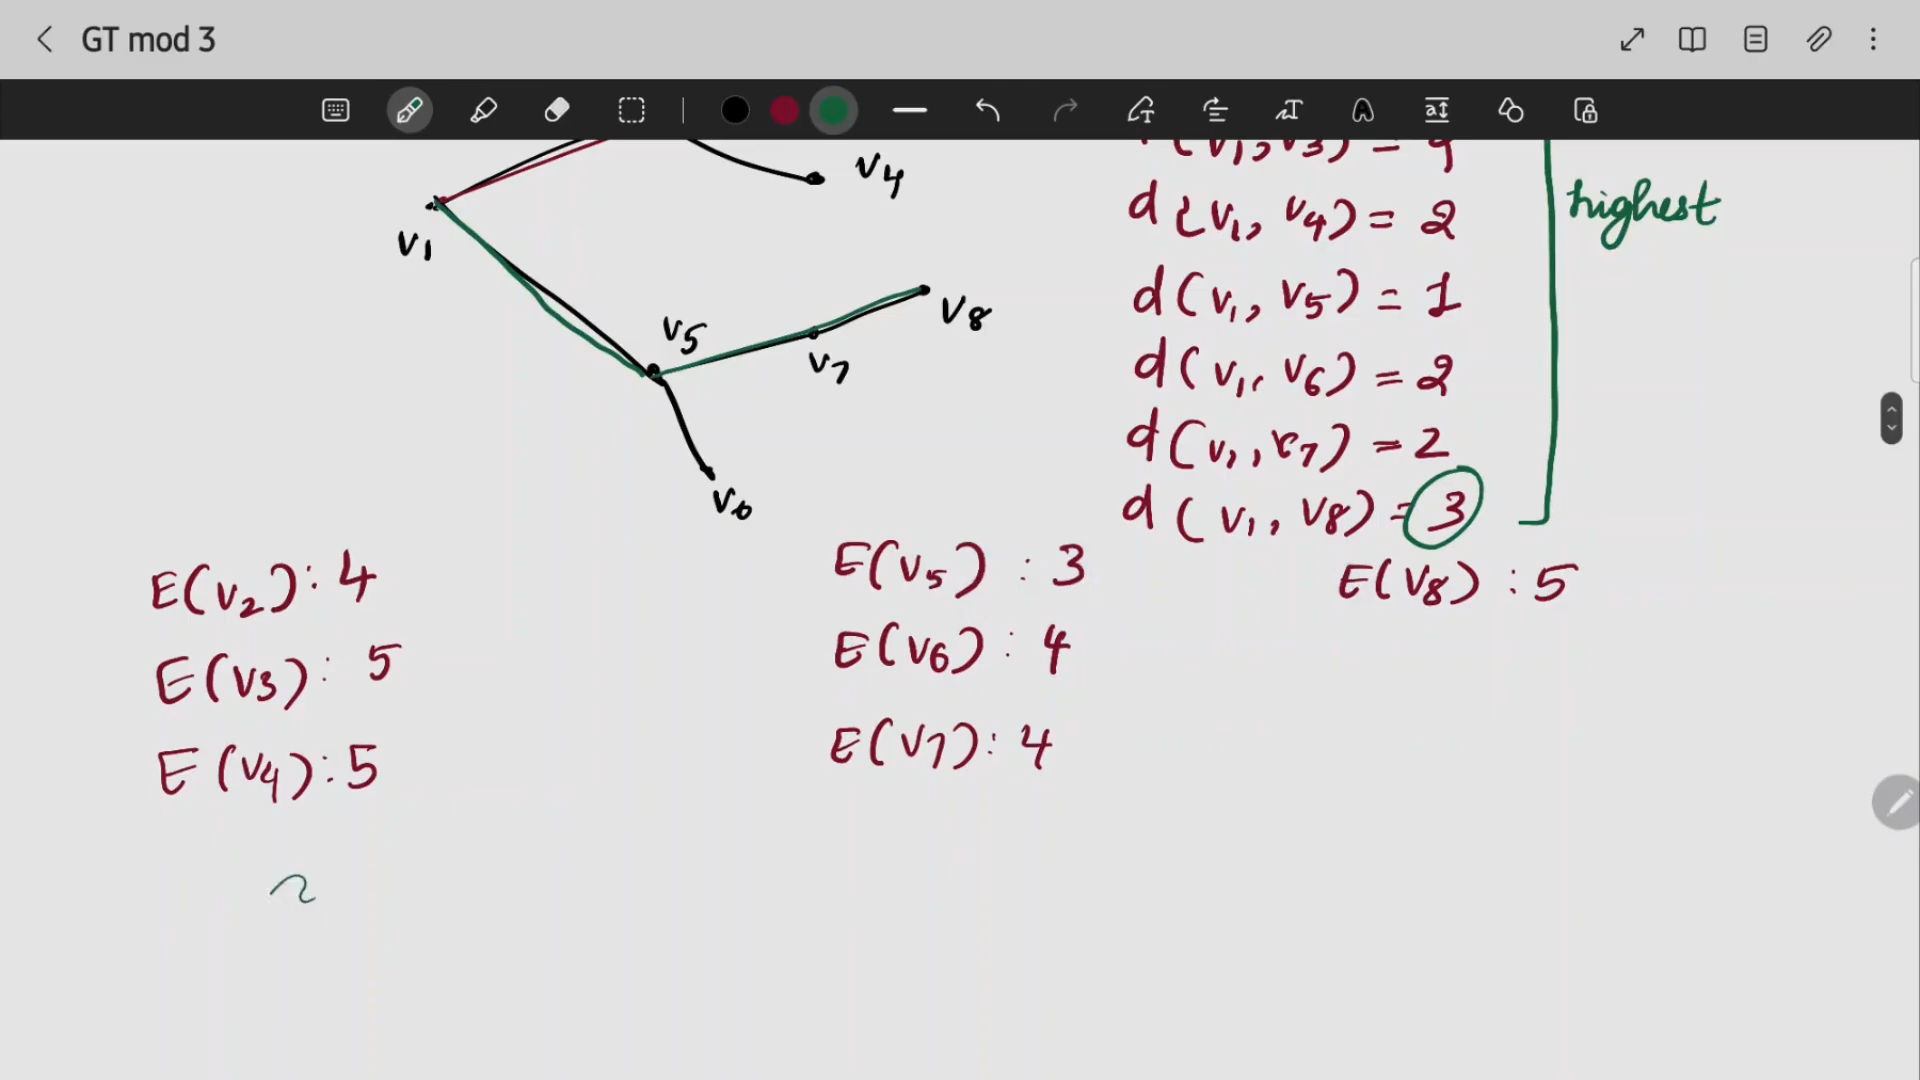 GT mod 3
V4
V1
V5
V8
V7
V6
d{V1, V4) = 2
highest
d(V1, V5) = 1
d(V1, V6) = 2
d(V1, V7) = 2
d(V1, V8) = 3
E(V2): 4
E(V3): 5
E(V4): 5
E(V5) : 3
E(V6) : 4
E(V7): 4
E(V8) : 5